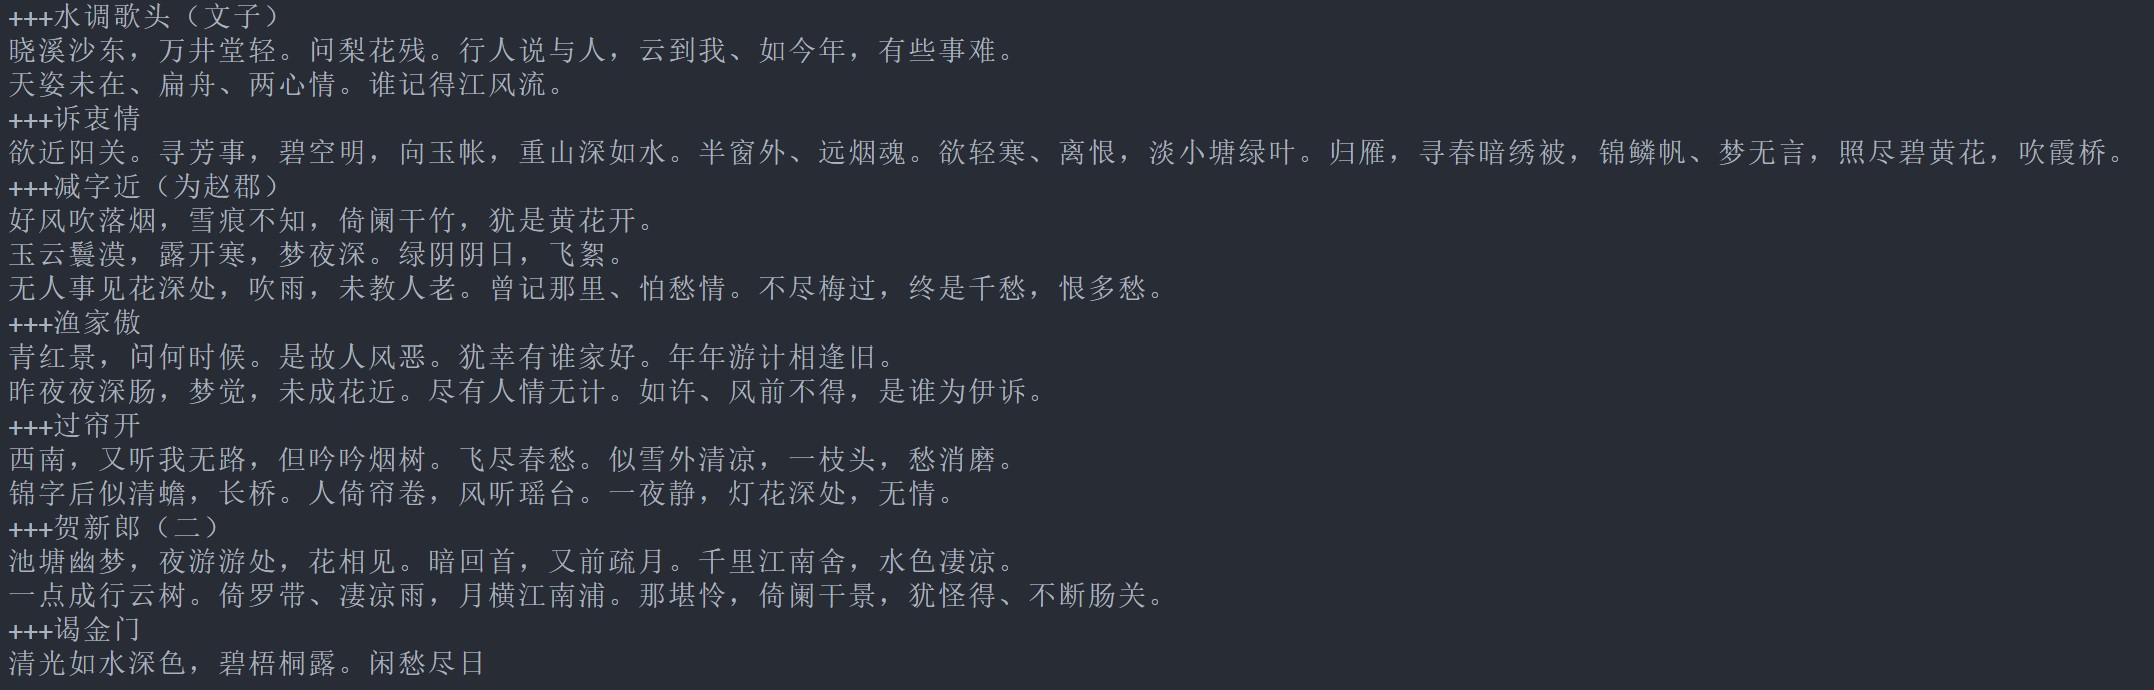 +++水调歌头（文子）
晓溪沙东，万井堂轻。问梨花残。行人说与人，云到我、如今年，有些事难。
天姿未在、扁舟、两心情。谁记得江风流。
+++诉衷情
欲近阳关。寻芳事，碧空明，向玉帐，重山深如水。半窗外、远烟魂。欲轻寒、离恨，淡小塘绿叶。归雁，寻春暗绣被，锦鳞帆、梦无言，照尽碧黄花，吹霞桥。
+++减字近（为赵郡）
好风吹落烟，雪痕不知，倚阑干竹，犹是黄花开。
玉云鬟漠，露开寒，梦夜深。绿阴阴日，飞絮。
无人事见花深处，吹雨，未教人老。曾记那里、怕愁情。不尽梅过，终是千愁，恨多愁。
+++渔家傲
青红景，问何时候。是故人风恶。犹幸有谁家好。年年游计相逢旧。
昨夜夜深肠，梦觉，未成花近。尽有人情无计。如许、风前不得，是谁为伊诉。
+++过帘开
西南，又听我无路，但吟吟烟树。飞尽春愁。似雪外清凉，一枝头，愁消磨。
锦字后似清蟾，长桥。人倚帘卷，风听瑶台。一夜静，灯花深处，无情。
+++贺新郎（二）
池塘幽梦，夜游游处，花相见。暗回首，又前疏月。千里江南舍，水色凄凉。
一点成行云树。倚罗带、凄凉雨，月横江南浦。那堪怜，倚阑干景，犹怪得、不断肠关。
+++谒金门
清光如水深色，碧梧桐露。闲愁尽日